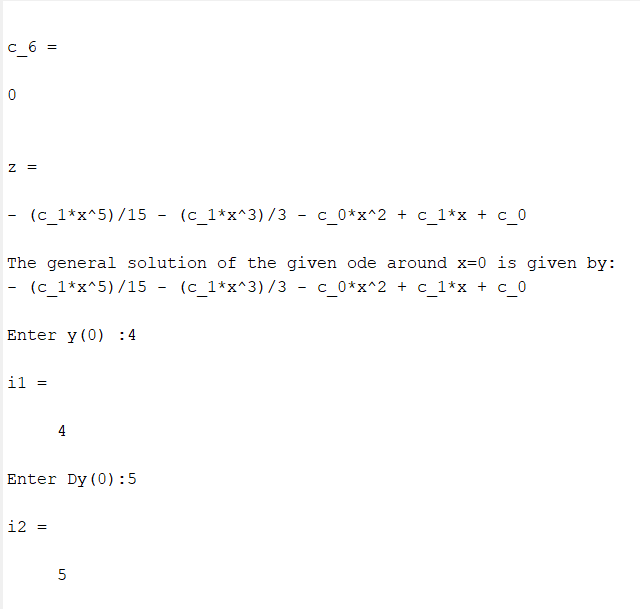 c_6 =
0
z =
- (c_1*x^5)/15 - (c_1*x^3)/3 - c_0*x^2 + c_1*x + c_0
The general solution of the given ode around x=0 is given by:
- (c_1*x^5)/15 - (c_1*x^3)/3 - c_0*x^2 + c_1*x + c_0
Enter y(0) :4
i1 =
4
Enter Dy(0):5
i2 =
5